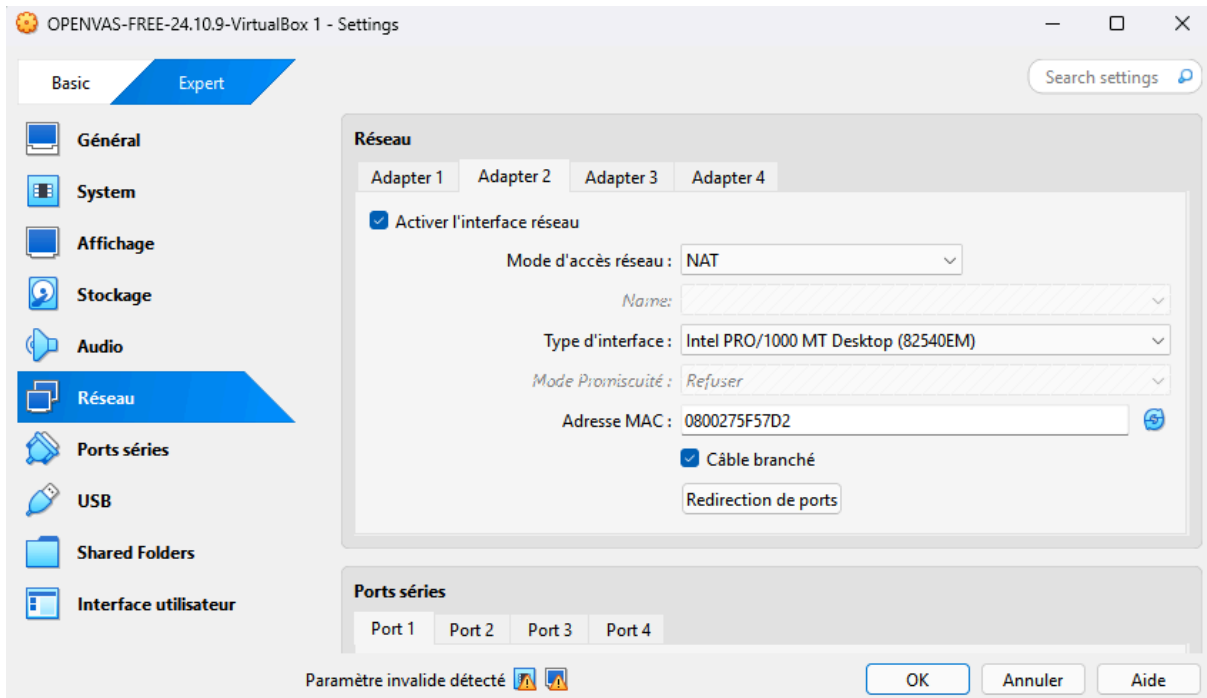 OPENVAS-FREE-24.10.9-VirtualBox 1 - Settings
Basic
Expert
Search settings
Général
System
Affichage
Stockage
Audio
Réseau
Ports séries
USB
Shared Folders
Interface utilisateur
Réseau
Adapter 1 Adapter 2 Adapter 3 Adapter 4
Activer l'interface réseau
Mode d'accès réseau : NAT
Name:
Type d'interface : Intel PRO/1000 MT Desktop (82540EM)
Mode Promiscuité : Refuser
Adresse MAC : 0800275F57D2
Câble branché
Redirection de ports
Ports séries
Port 1 Port 2 Port 3 Port 4
Paramètre invalide détecté
OK Annuler Aide